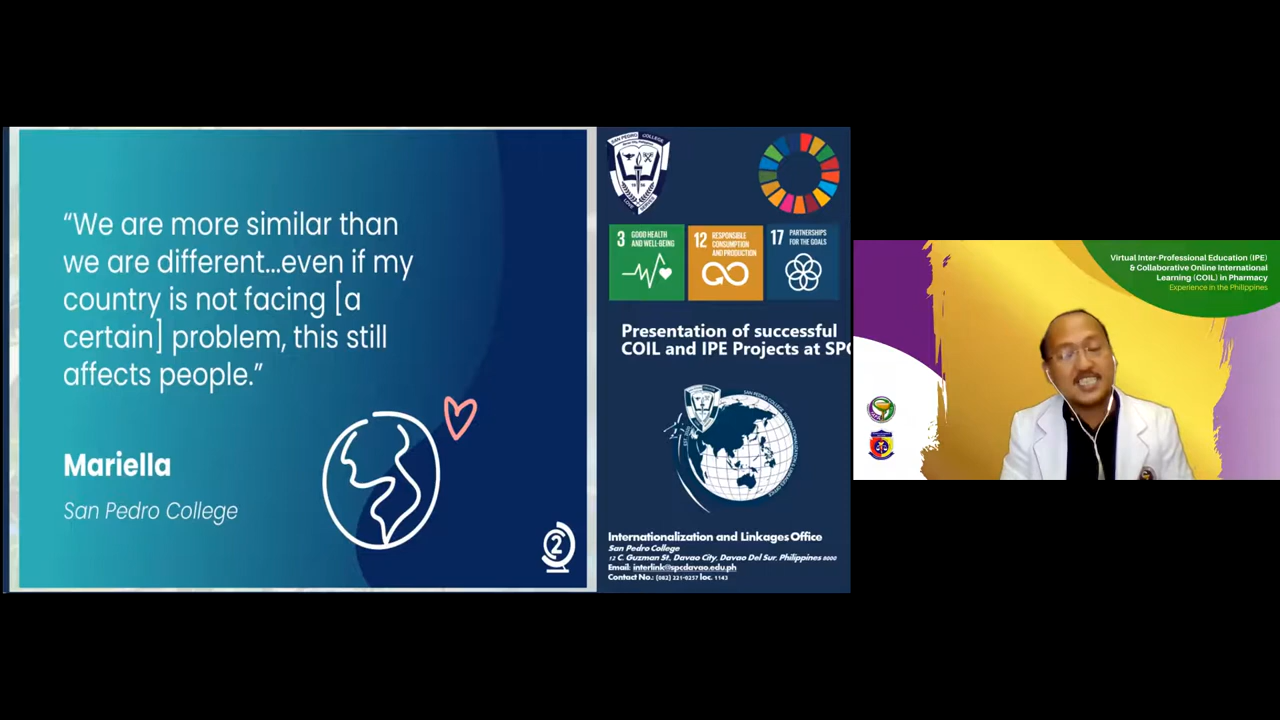 “We are more similar than
we are different...even if my
country is not facing [a
certain] problem, this still
affects people.”
Mariella
San Pedro College
2
SAN PEDRO COLLEGE
3 GOOD HEALTH
AND WELL-BEING
12 RESPONSIBLE
CONSUMPTION
AND PRODUCTION
17 PARTNERSHIPS
FOR THE GOALS
Presentation of successful
COIL and IPE Projects at SPC
Internationalization and Linkages Office
San Pedro College
12 C. Guzman St. Davao City, Davao Del Sur, Philippines 8000
Email: interlink@spcdavao.edu.ph
Contact No.: (082) 221-0257 loc. 1143
Virtual Inter-Professional Education (IPE)
& Collaborative Online International
Learning (COIL) in Pharmacy
Experience in the Philippines